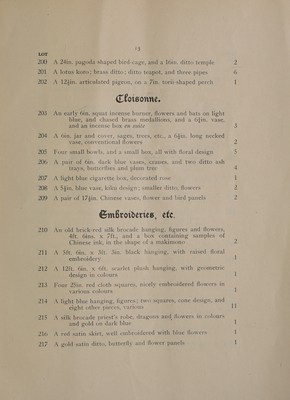 13
LOT
200 A 24in. pagoda shaped bird-cage, and a 16in. ditto temple 2
201 A lotus koro; brass ditto; ditto teapot, and three pipes 6
202 A 12½in. articulated pigeon, on a 7in. torii-shaped perch 1
Cloisonne.
203 An early 6in. squat incense burner, flowers and bats on light
blue, and chased brass medallions, and a 6½in. vase,
and an incense box en suite 3
204 A 6in. jar and cover, sages, trees, etc., a 6½in. long necked
vase, conventional flowers 2
205 Four small bowls, and a small box, all with floral design 5
206 A pair of 6in. dark blue vases, cranes, and two ditto ash
trays, butterflies and plum tree 4
207 A light blue cigarette box, decorated rose 1
208 A 5½in. blue vase, kiku design; smaller ditto, flowers 2
209 A pair of 17½in. Chinese vases, flower and bird panels 2
Embroideries, etc.
210 An old brick-red silk brocade hanging, figures and flowers,
4ft. 6in. x 7ft., and a box containing samples of
Chinese ink, in the shape of a makimono 2
211 A 5ft. 6in. x 3ft. 3in. black hanging, with raised floral
embroidery 1
212 A 12ft. 6in. x 6ft. scarlet plush hanging, with geometric
design in colours 1
213 Four 25in. red cloth squares, nicely embroidered flowers in
various colours 1
214 A light blue hanging, figures; two squares, cone design, and
eight other pieces, various 11
215 A silk brocade priest's robe, dragons and flowers in colours
and gold on dark blue 1
216 A red satin skirt, well embroidered with blue flowers 1
217 A gold satin ditto, butterfly and flower panels 1